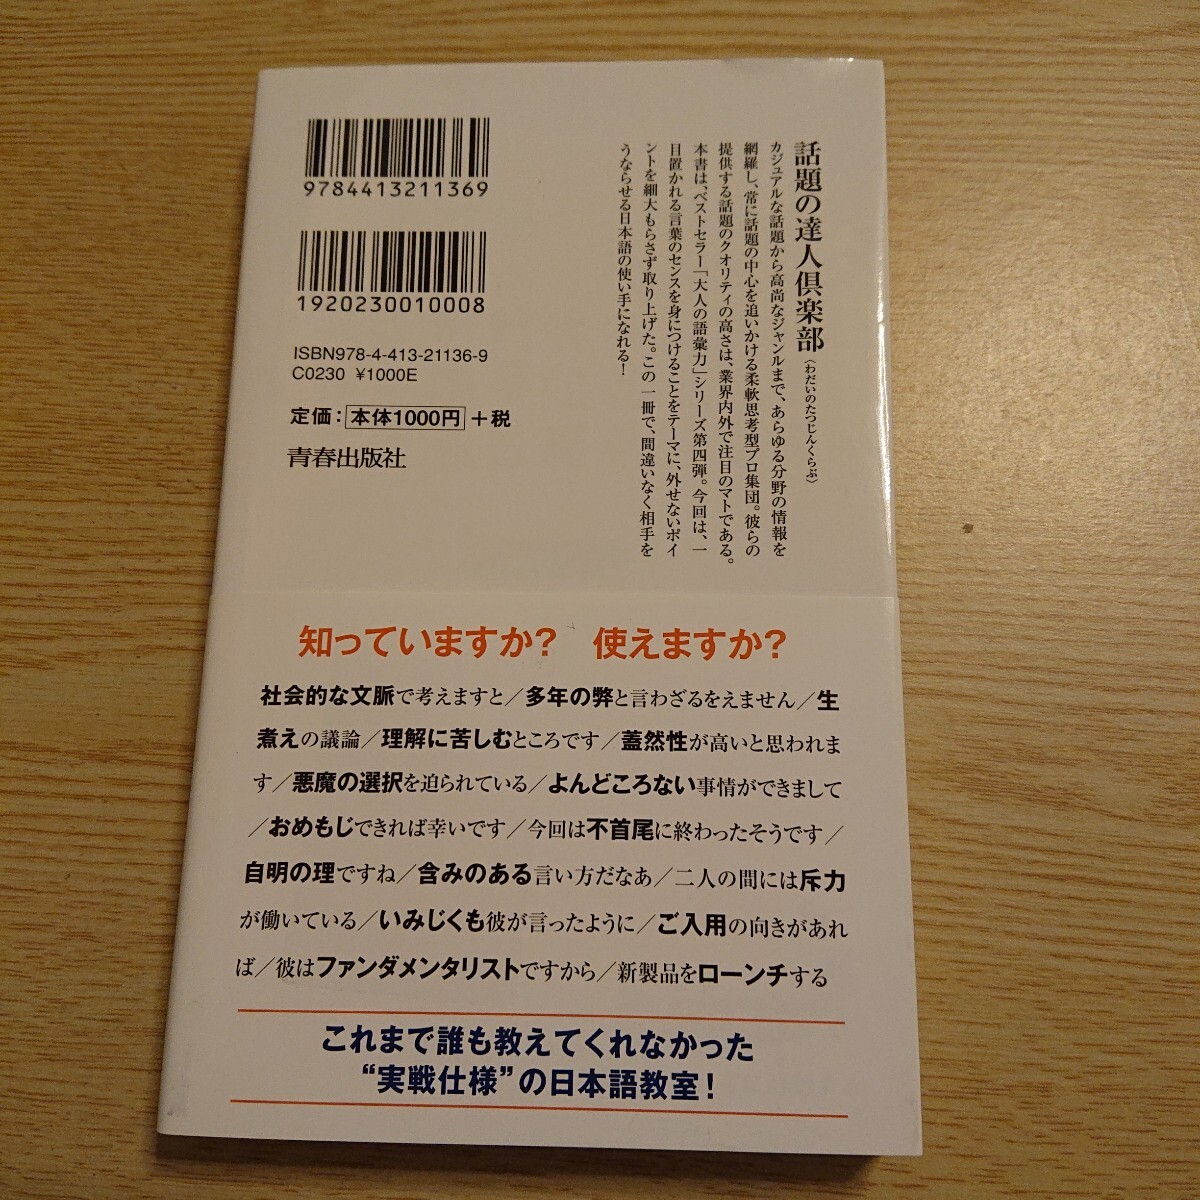 9784413211369
1920230010008
ISBN978-4-413-21136-9
C0230 ¥1000E
定価：本体1000円＋税
青春出版社
話題の達人倶楽部〈わだいのたつじんくらぶ〉
カジュアルな話題から高尚なジャンルまで、あらゆる分野の情報を
網羅し、常に話題の中心を追いかける柔軟思考型プロ集団。彼らの
提供する話題のクオリティの高さは、業界内外で注目のマトである。
本書は、ベストセラー「大人の語彙力」シリーズ第四弾。今回は、一
目置かれる言葉のセンスを身につけることをテーマに、外せないポイ
ントを細大もらさず取り上げた。この一冊で、間違いなく相手を
うならせる日本語の使い手になれる！
知っていますか？　使えますか？
社会的な文脈で考えますと／多年の弊と言わざるをえません／生
煮えの議論／理解に苦しむところです／蓋然性が高いと思われま
す／悪魔の選択を迫られている／よんどころない事情ができまして
／おめもじできれば幸いです／今回は不首尾に終わったそうです／
自明の理ですね／含みのある言い方だなあ／二人の間には斥力
が働いている／いみじくも彼が言ったように／ご入用の向きがあれ
ば／彼はファンダメンタリストですから／新製品をローンチする
これまで誰も教えてくれなかった
“実戦仕様”の日本語教室！